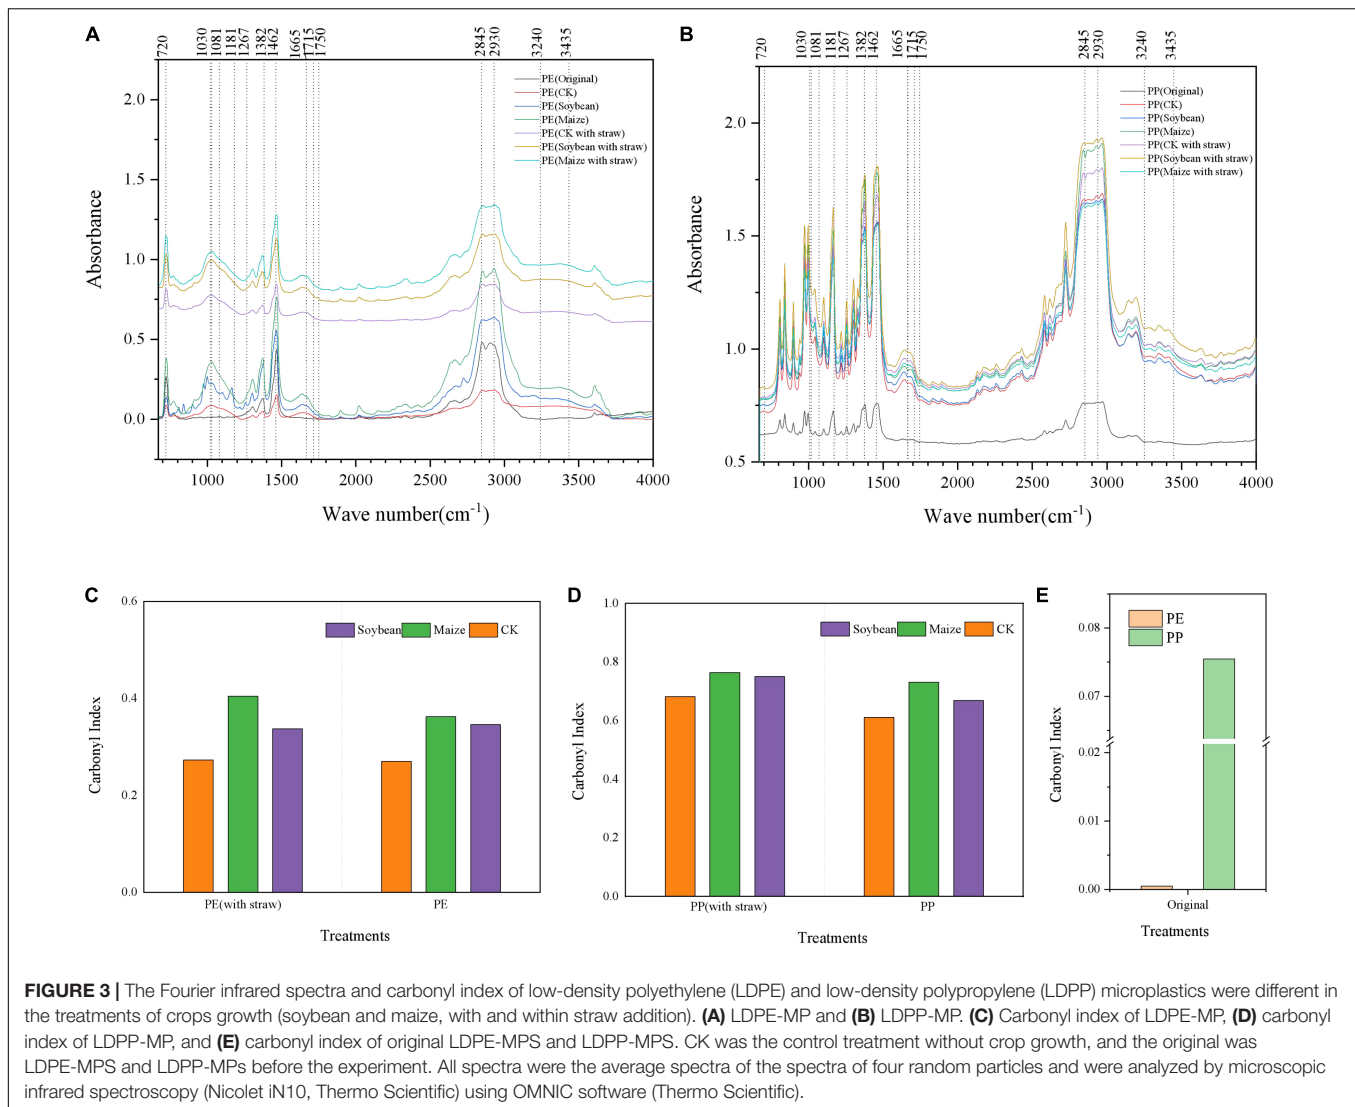 A
720
1030
1081
1181
1267
1382
1462
1665
1715
1750
2845
2930
3240
3435
PE(Original)
PE(CK)
PE(Soybean)
PE(Maize)
PE(CK with straw)
PE(Soybean with straw)
PE(Maize with straw)
2.0
1.5
1.0
0.5
0.0
Absorbance
1000 1500 2000 2500 3000 3500 4000
Wave number(cm⁻¹)
B
720
1030
1081
1181
1267
1382
1462
1665
1715
1750
2845
2930
3240
3435
PP(Original)
PP(CK)
PP(Soybean)
PP(Maize)
PP(CK with straw)
PP(Soybean with straw)
PP(Maize with straw)
2.0
1.5
1.0
0.5
Absorbance
1000 1500 2000 2500 3000 3500 4000
Wave number(cm⁻¹)
C
0.6
0.4
0.2
0.0
Carbonyl Index
Soybean Maize CK
PE(with straw) PE
Treatments
D
1.0
0.8
0.6
0.4
0.2
0.0
Carbonyl Index
Soybean Maize CK
PP(with straw) PP
Treatments
E
PE
PP
0.08
0.07
0.02
0.01
0.00
Carbonyl Index
Original
Treatments
FIGURE 3 | The Fourier infrared spectra and carbonyl index of low-density polyethylene (LDPE) and low-density polypropylene (LDPP) microplastics were different in
the treatments of crops growth (soybean and maize, with and within straw addition). (A) LDPE-MP and (B) LDPP-MP. (C) Carbonyl index of LDPE-MP, (D) carbonyl
index of LDPP-MP, and (E) carbonyl index of original LDPE-MPS and LDPP-MPS. CK was the control treatment without crop growth, and the original was
LDPE-MPS and LDPP-MPs before the experiment. All spectra were the average spectra of the spectra of four random particles and were analyzed by microscopic
infrared spectroscopy (Nicolet iN10, Thermo Scientific) using OMNIC software (Thermo Scientific).